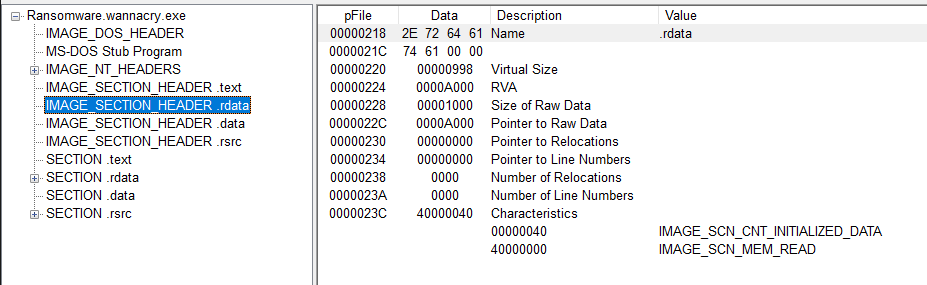 Ransomware.wannacry.exe
IMAGE_DOS_HEADER
MS-DOS Stub Program
IMAGE_NT_HEADERS
IMAGE_SECTION_HEADER .text
IMAGE_SECTION_HEADER .rdata
IMAGE_SECTION_HEADER .data
IMAGE_SECTION_HEADER .rsrc
SECTION .text
SECTION .rdata
SECTION .data
SECTION .rsrc
pFile Data Description Value
00000218 2E 72 64 61 Name .rdata
0000021C 74 61 00 00
00000220 00000998 Virtual Size
00000224 0000A000 RVA
00000228 00001000 Size of Raw Data
0000022C 0000A000 Pointer to Raw Data
00000230 00000000 Pointer to Relocations
00000234 00000000 Pointer to Line Numbers
00000238 0000 Number of Relocations
0000023A 0000 Number of Line Numbers
0000023C 40000040 Characteristics
00000040 IMAGE_SCN_CNT_INITIALIZED_DATA
40000000 IMAGE_SCN_MEM_READ